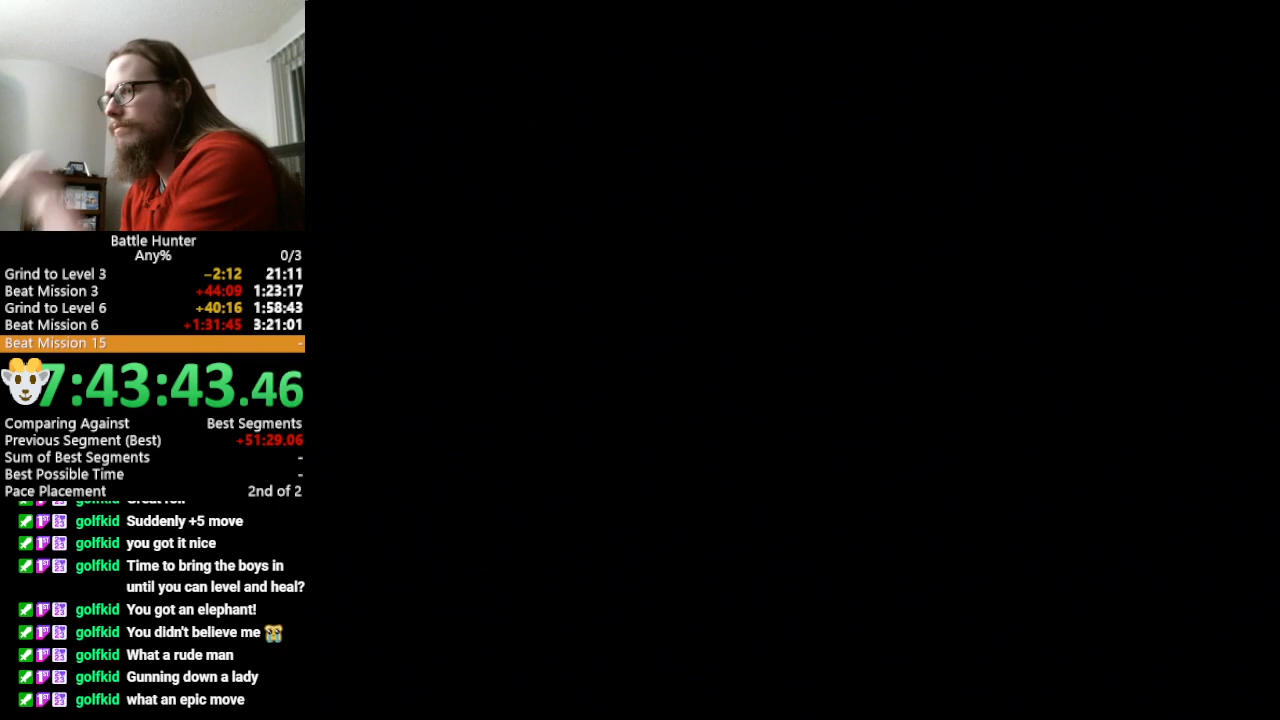 Battle Hunter
Any% 0/3
Grind to Level 3 −2:12 21:11
Beat Mission 3 +44:09 1:23:17
Grind to Level 6 +40:16 1:58:43
Beat Mission 6 +1:31:45 3:21:01
Beat Mission 15 -
7:43:43.46
Comparing Against Best Segments
Previous Segment (Best) +51:29.06
Sum of Best Segments -
Best Possible Time -
Pace Placement 2nd of 2
golfkid Great roll
golfkid Suddenly +5 move
golfkid you got it nice
golfkid Time to bring the boys in
until you can level and heal?
golfkid You got an elephant!
golfkid You didn't believe me
golfkid What a rude man
golfkid Gunning down a lady
golfkid what an epic move